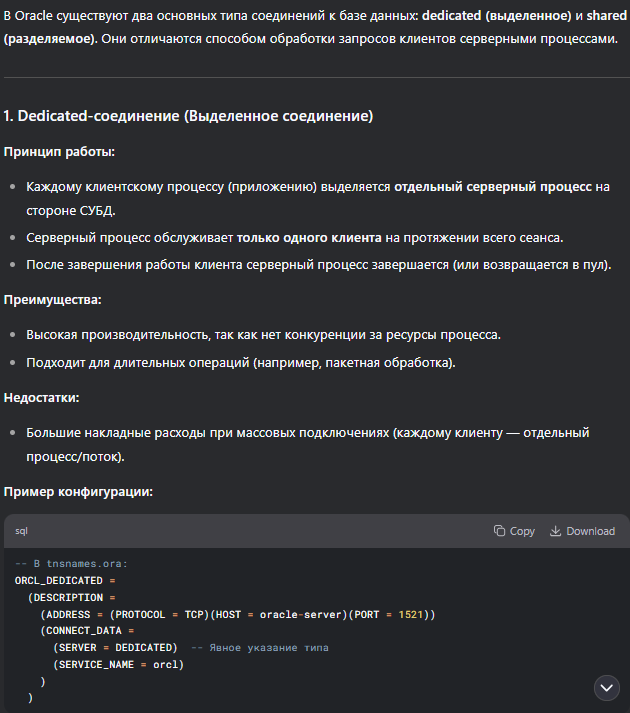 В Oracle существуют два основных типа соединений к базе данных: dedicated (выделенное) и shared
(разделяемое). Они отличаются способом обработки запросов клиентов серверными процессами.
1. Dedicated-соединение (Выделенное соединение)
Принцип работы:
• Каждому клиентскому процессу (приложению) выделяется отдельный серверный процесс на
стороне СУБД.
• Серверный процесс обслуживает только одного клиента на протяжении всего сеанса.
• После завершения работы клиента серверный процесс завершается (или возвращается в пул).
Преимущества:
• Высокая производительность, так как нет конкуренции за ресурсы процесса.
• Подходит для длительных операций (например, пакетная обработка).
Недостатки:
• Большие накладные расходы при массовых подключениях (каждому клиенту — отдельный
процесс/поток).
Пример конфигурации:
sql Copy Download
-- В tnsnames.ora:
ORCL_DEDICATED =
  (DESCRIPTION =
    (ADDRESS = (PROTOCOL = TCP)(HOST = oracle-server)(PORT = 1521))
    (CONNECT_DATA =
      (SERVER = DEDICATED)  -- Явное указание типа
      (SERVICE_NAME = orcl)
    )
  )